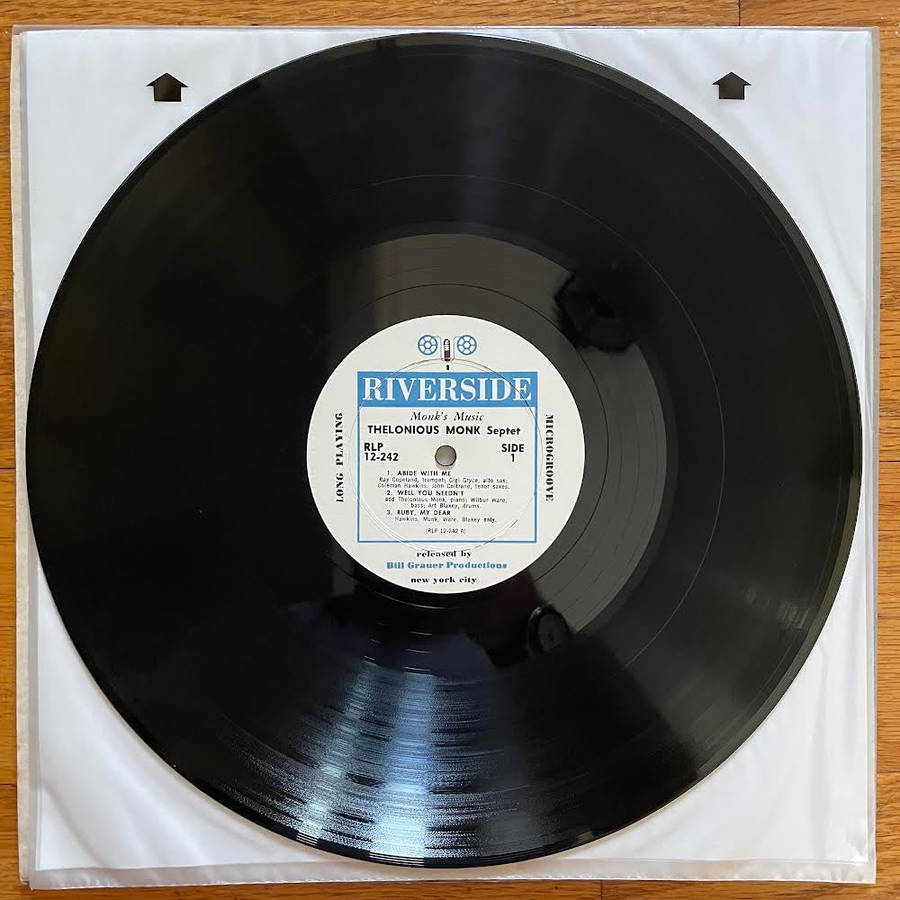 RIVERSIDE
Monk's Music
THELONIOUS MONK Septet
RLP
12-242
SIDE
1
1. ABIDE WITH ME
Ray Copeland, trumpet; Gigi Gryce, alto sax;
Coleman Hawkins, John Coltrane, tenor saxes.
2. WELL YOU NEEDN'T
add Thelonious Monk, piano; Wilbur Ware,
bass; Art Blakey, drums.
3. RUBY, MY DEAR
Hawkins, Monk, Ware, Blakey only.
(RLP 12-242 A)
LONG PLAYING
MICROGROOVE
released by
Bill Grauer Productions
new york city